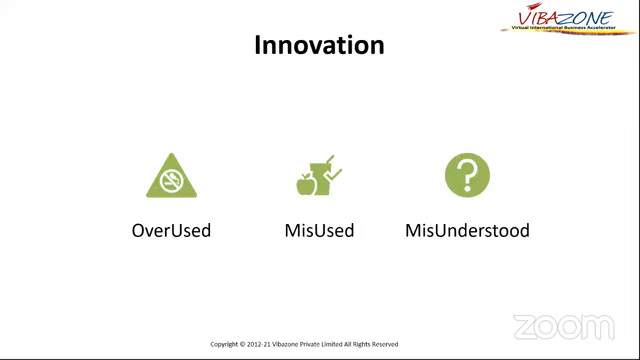 VIBAZONE
Virtual International Business Accelerator
Innovation
OverUsed
MisUsed
MisUnderstood
zoom
Copyright © 2012-21 Vibazone Private Limited All Rights Reserved